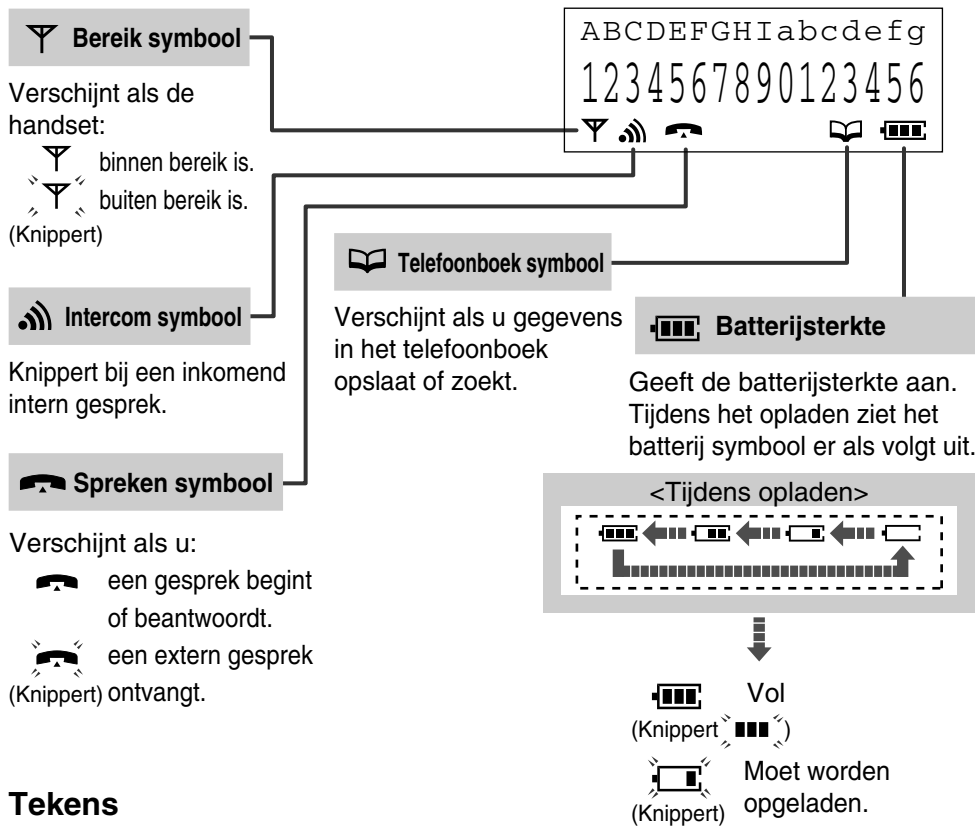 ABCDEFGHIabcdefg
1234567890123456
Bereik symbool
Verschijnt als de
handset:
binnen bereik is.
buiten bereik is.
(Knippert)
Intercom symbool
Knippert bij een inkomend
intern gesprek.
Spreken symbool
Verschijnt als u:
een gesprek begint
of beantwoordt.
een extern gesprek
(Knippert) ontvangt.
Telefoonboek symbool
Verschijnt als u gegevens
in het telefoonboek
opslaat of zoekt.
Batterijsterkte
Geeft de batterijsterkte aan.
Tijdens het opladen ziet het
batterij symbool er als volgt uit.
<Tijdens opladen>
Vol
(Knippert )
Moet worden
(Knippert) opgeladen.
Tekens